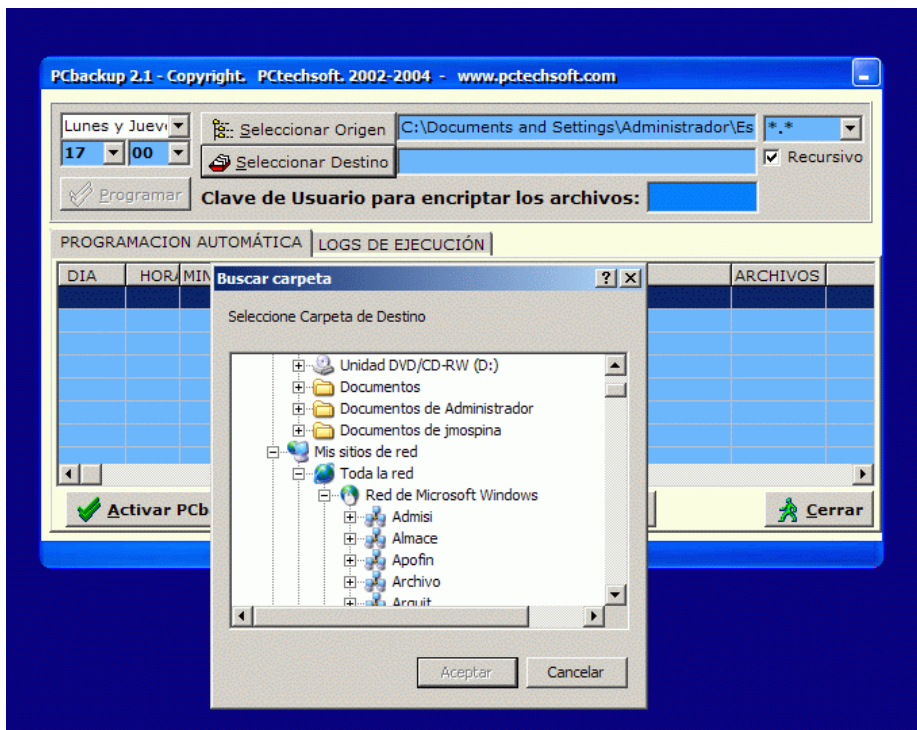 PCbackup 2.1 - Copyright. PCtechsoft. 2002-2004 - www.pctechsoft.com
Lunes y Juev
Seleccionar Origen
C:\Documents and Settings\Administrador\Es
*.*
17
00
Seleccionar Destino
Recursivo
Programar
Clave de Usuario para encriptar los archivos:
PROGRAMACION AUTOMÁTICA
LOGS DE EJECUCIÓN
DIA
HORA
MIN
ARCHIVOS
Buscar carpeta
Seleccione Carpeta de Destino
Unidad DVD/CD-RW (D:)
Documentos
Documentos de Administrador
Documentos de jmospina
Mis sitios de red
Toda la red
Red de Microsoft Windows
Admisi
Almace
Apofin
Archivo
Arquit
Aceptar
Cancelar
Activar PCb
Cerrar